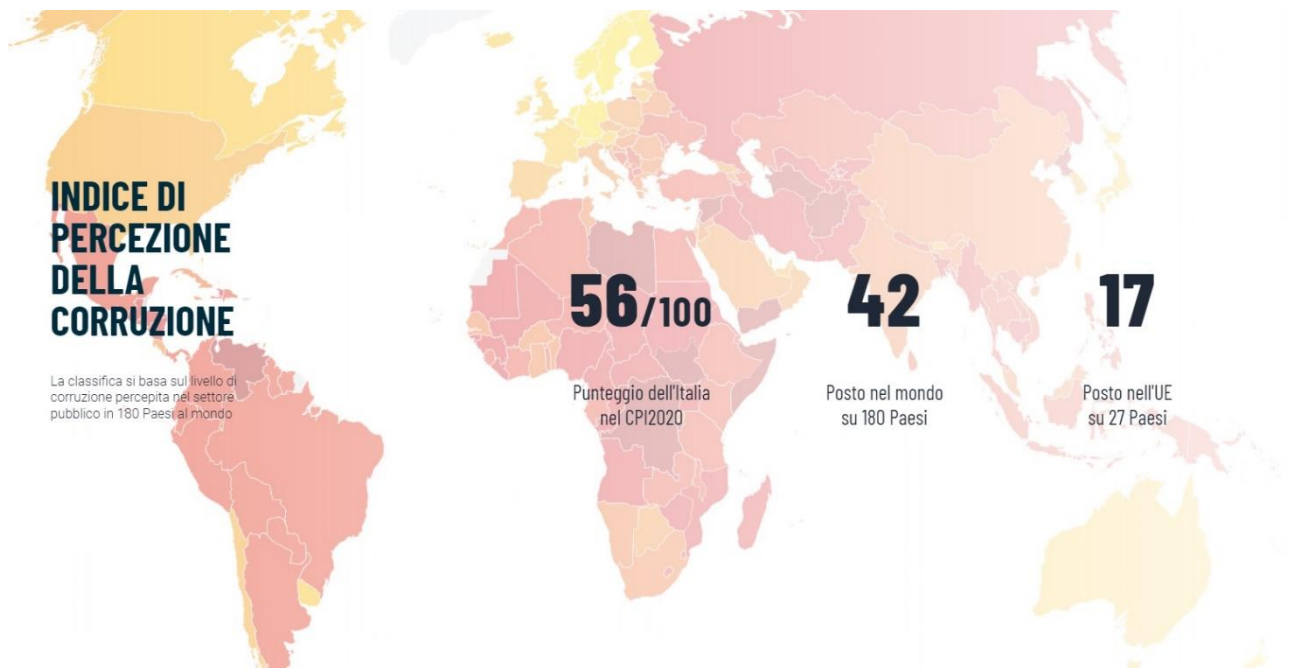 INDICE DI
PERCEZIONE
DELLA
CORRUZIONE
La classifica si basa sul livello di
corruzione percepita nel settore
pubblico in 180 Paesi al mondo
56/100
Punteggio dell'Italia
nel CPI2020
42
Posto nel mondo
su 180 Paesi
17
Posto nell'UE
su 27 Paesi